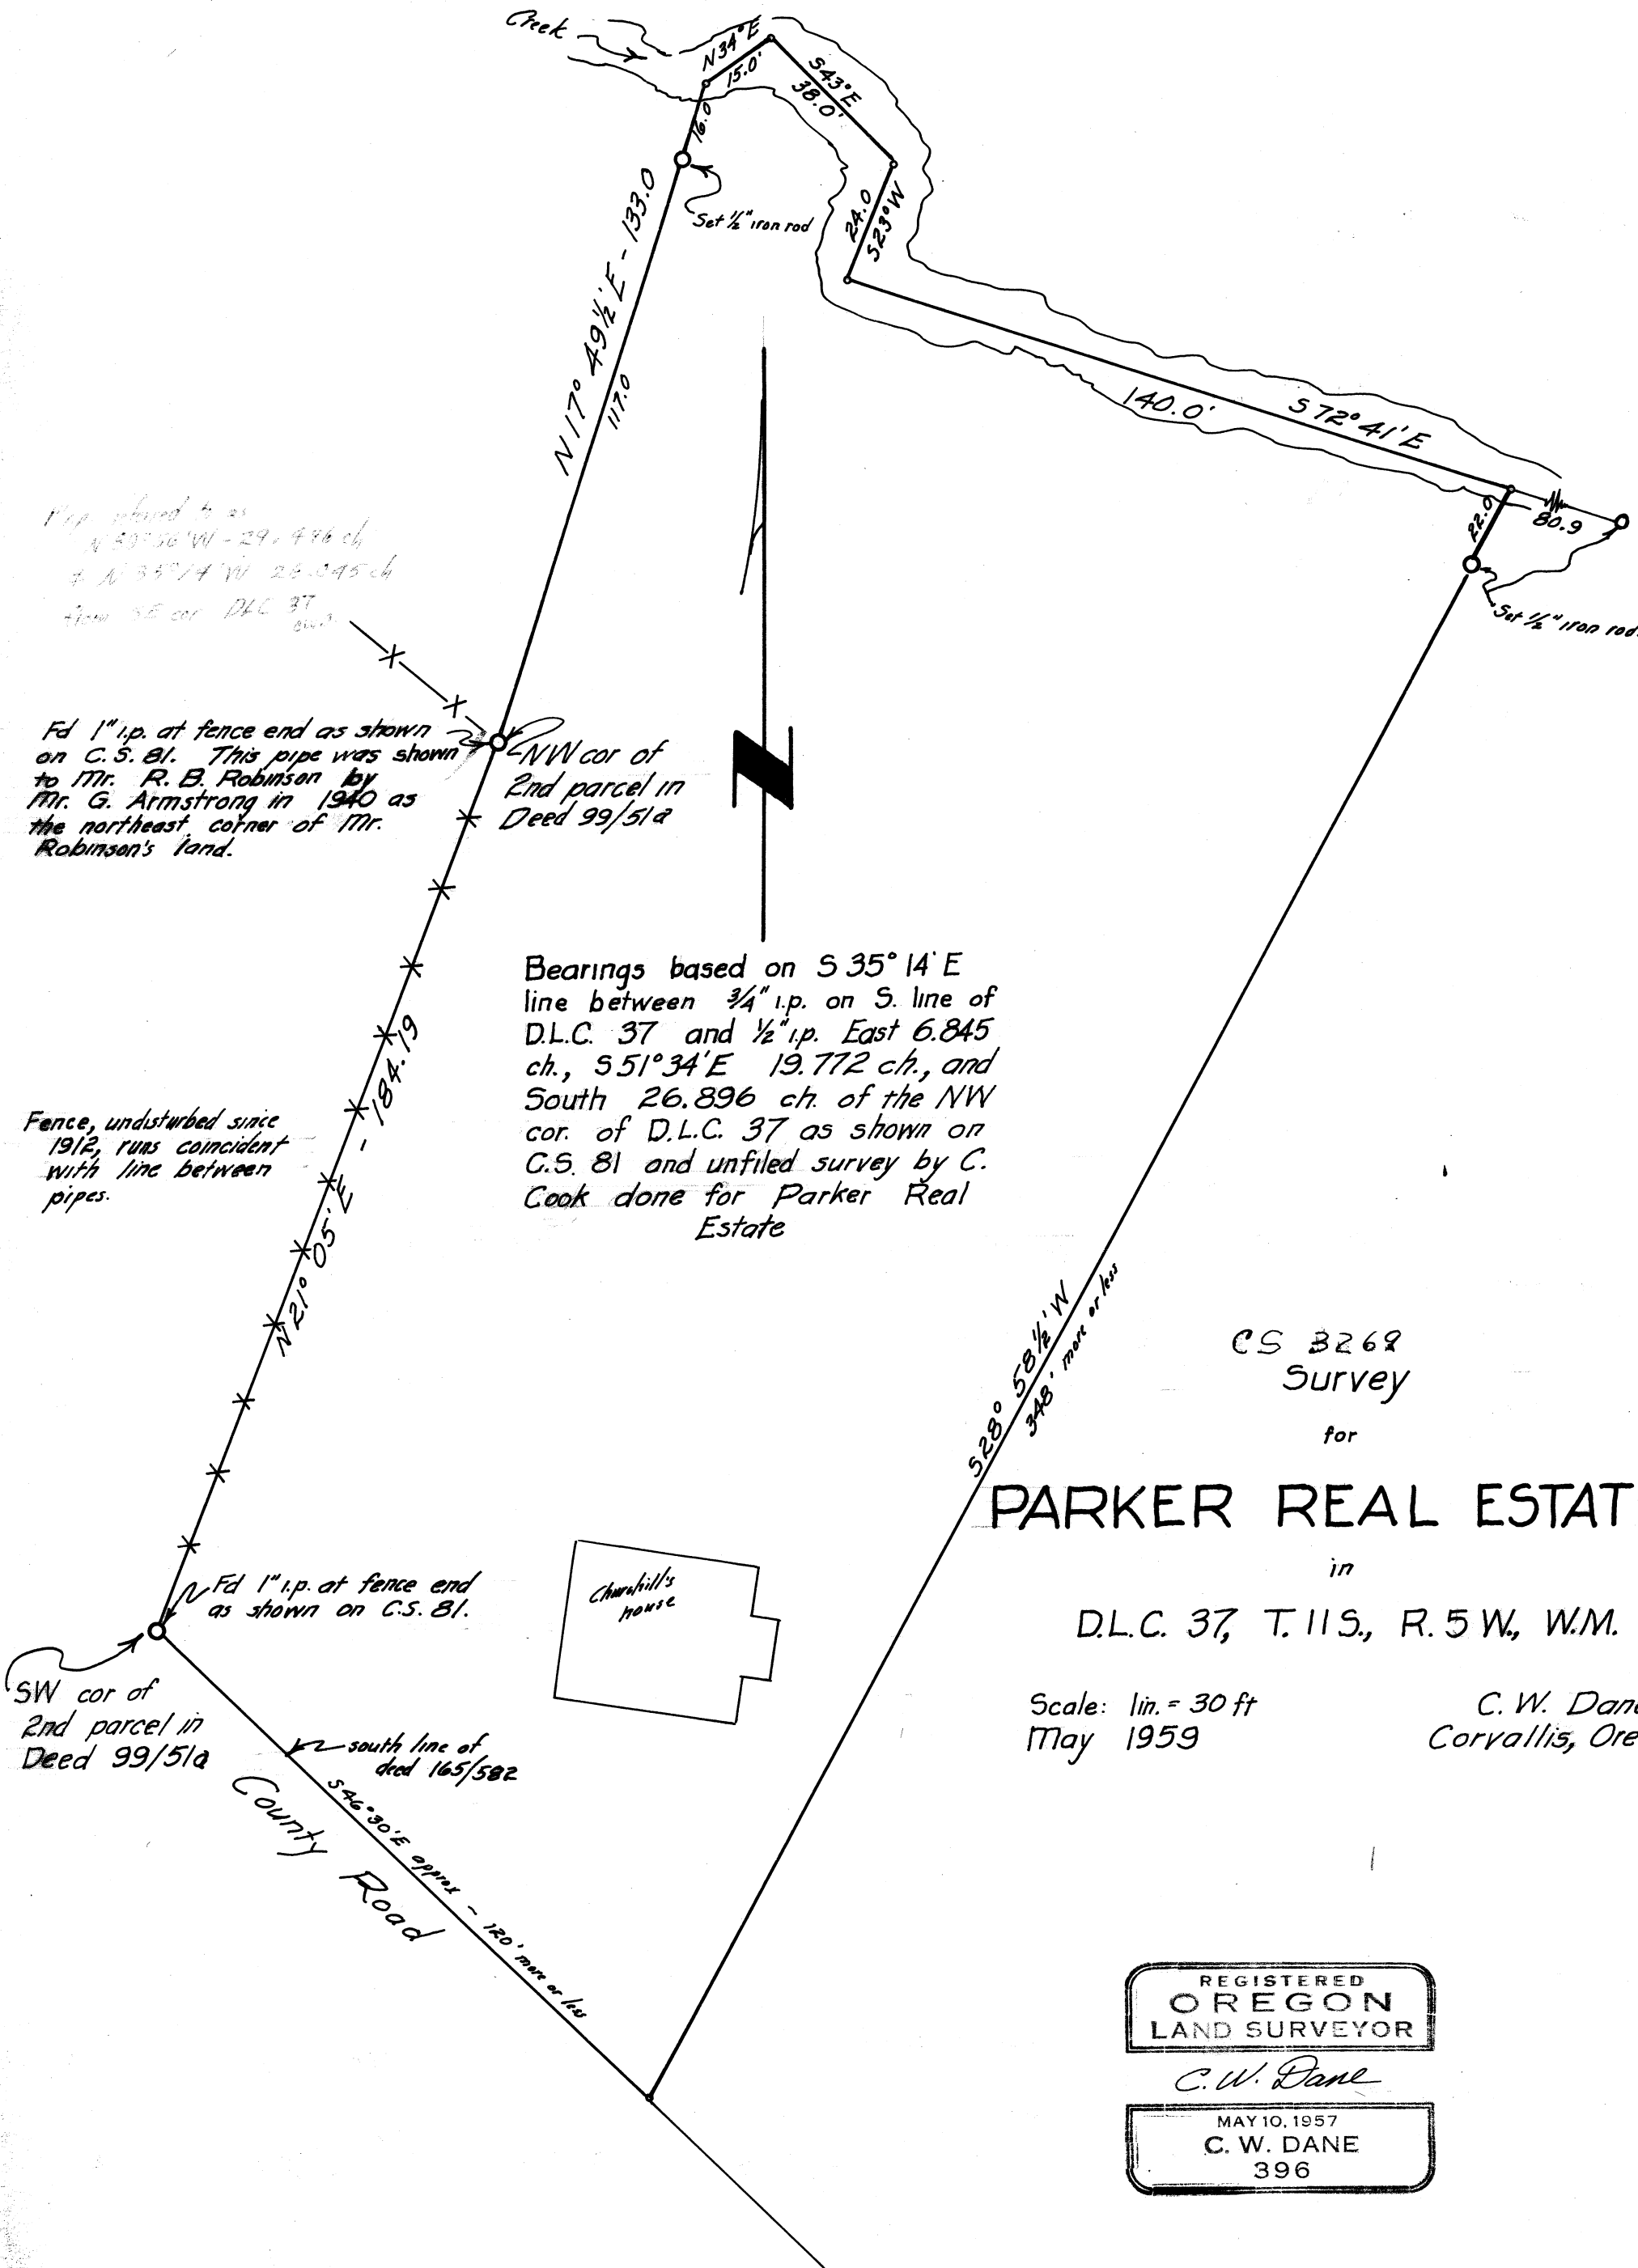 Creek
N34°E
15.0'
S43°E
38.0'
16.0
Set ½" iron rod
24.0
S23°W
N17° 49½'E - 133.0
117.0
140.0'
S72°41'E
22.0
80.9
Set ½" iron rod
N 35°14'W
cor DLC 37
Fd 1" i.p. at fence end as shown
on C.S. 81. This pipe was shown
to Mr. R. B. Robinson by
Mr. G. Armstrong in 1940 as
the northeast corner of Mr.
Robinson's land.
NW cor of
2nd parcel in
Deed 99/51a
N
Bearings based on S 35° 14' E
line between ¾" i.p. on S. line of
D.L.C. 37 and ½" i.p. East 6.845
ch., S 51°34'E 19.772 ch., and
South 26.896 ch. of the NW
cor. of D.L.C. 37 as shown on
C.S. 81 and unfiled survey by C.
Cook done for Parker Real
Estate
Fence, undisturbed since
1912, runs coincident
with line between
pipes.
N21° 05' E - 184.19
S28° 58½' W
348' more or less
CS 3269
Survey
for
PARKER REAL ESTAT
in
D.L.C. 37, T. 11 S., R. 5 W., W.M.
Scale: 1in. = 30 ft
May 1959
C. W. Dane
Corvallis, Ore
Fd 1" i.p. at fence end
as shown on C.S. 81.
Churchill's
house
SW cor of
2nd parcel in
Deed 99/51a
south line of
deed 165/582
S46°30'E approx - 120' more or less
County Road
REGISTERED
OREGON
LAND SURVEYOR
C. W. Dane
MAY 10, 1957
C. W. DANE
396